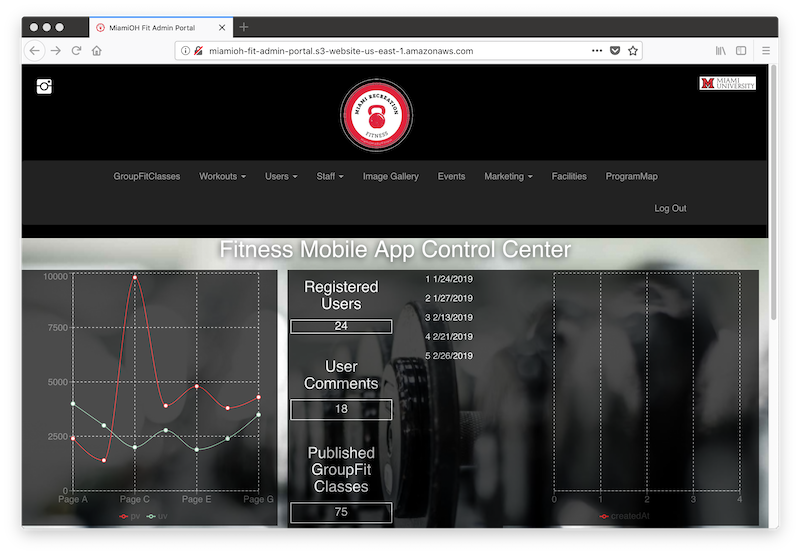 MiamiOH Fit Admin Portal
miamioh-fit-admin-portal.s3-website-us-east-1.amazonaws.com
MIAMI RECREATION
FITNESS
M MIAMI
UNIVERSITY
GroupFitClasses Workouts Users Staff Image Gallery Events Marketing Facilities ProgramMap
Log Out
Fitness Mobile App Control Center
10000
7500
5000
2500
0
Page A Page C Page E Page G
pv uv
Registered
Users
24
User
Comments
18
Published
GroupFit
Classes
75
1 1/24/2019
2 1/27/2019
3 2/13/2019
4 2/21/2019
5 2/26/2019
0 1 2 3 4
createdAt